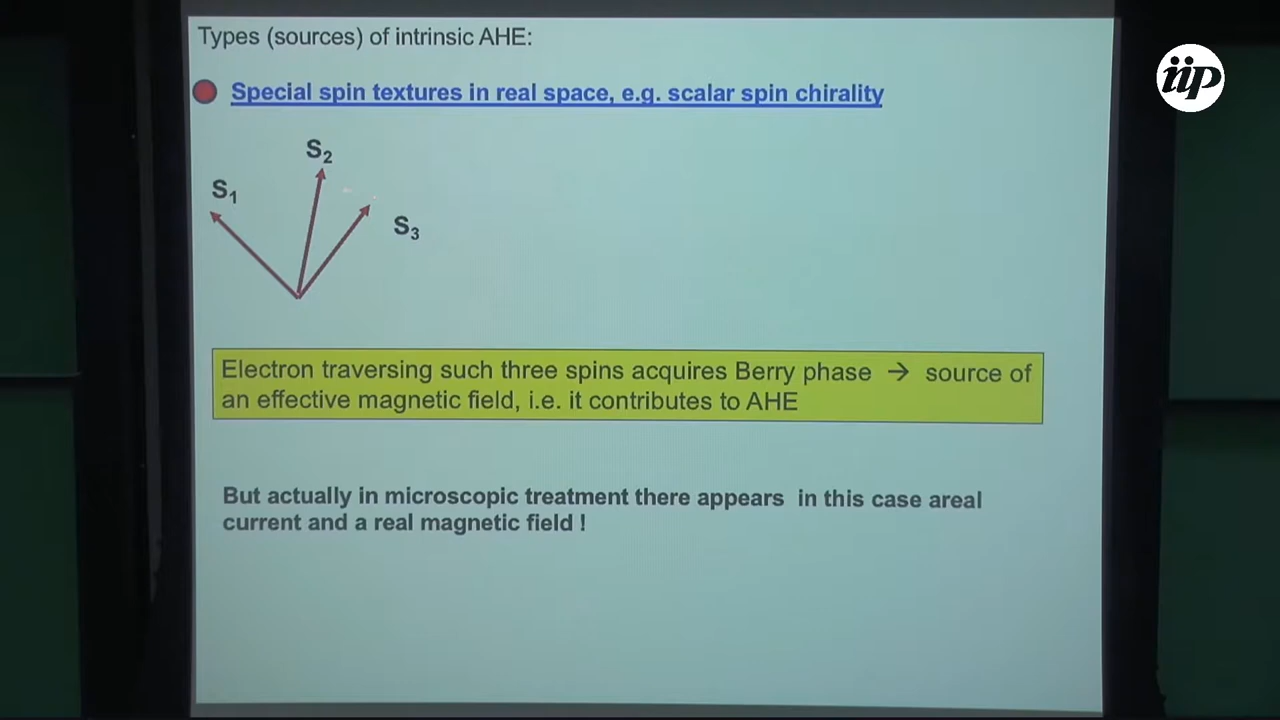 Types (sources) of intrinsic AHE:
Special spin textures in real space, e.g. scalar spin chirality
S2
S1
S3
Electron traversing such three spins acquires Berry phase → source of
an effective magnetic field, i.e. it contributes to AHE
But actually in microscopic treatment there appears in this case areal
current and a real magnetic field !
iip